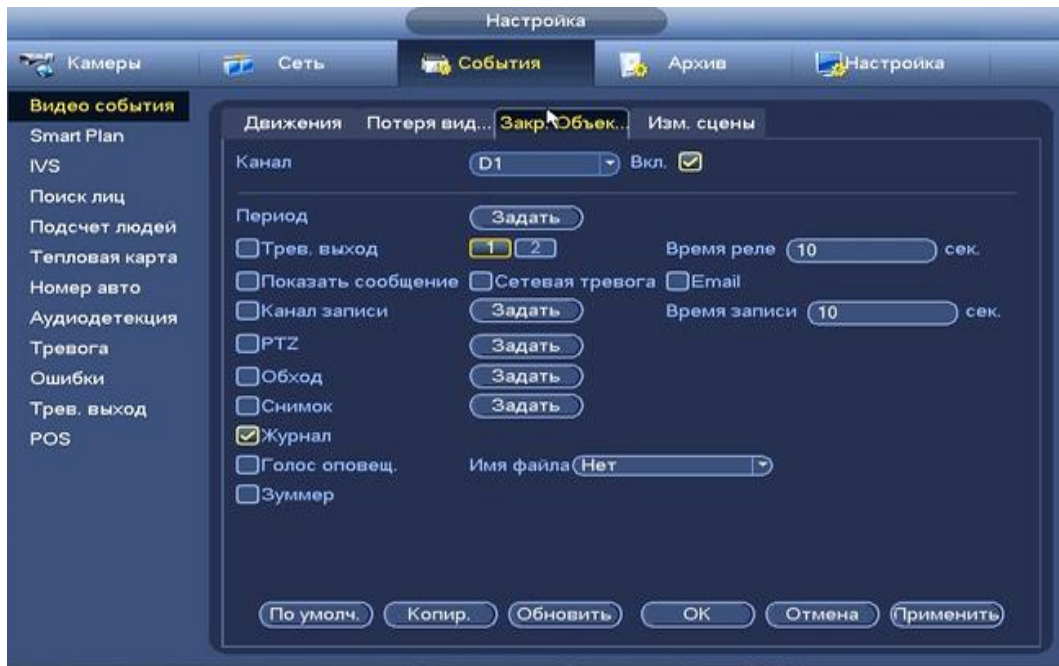 Настройка
Камеры Сеть События Архив Настройка
Видео события
Smart Plan
IVS
Поиск лиц
Подсчет людей
Тепловая карта
Номер авто
Аудиодетекция
Тревога
Ошибки
Трев. выход
POS
Движения Потеря вид... Закр. Объек... Изм. сцены
Канал D1 Вкл.
Период Задать
Трев. выход 1 2 Время реле 10 сек.
Показать сообщение Сетевая тревога Email
Канал записи Задать Время записи 10 сек.
PTZ Задать
Обход Задать
Снимок Задать
Журнал
Голос оповещ. Имя файла Нет
Зуммер
По умолч. Копир. Обновить OK Отмена Применить